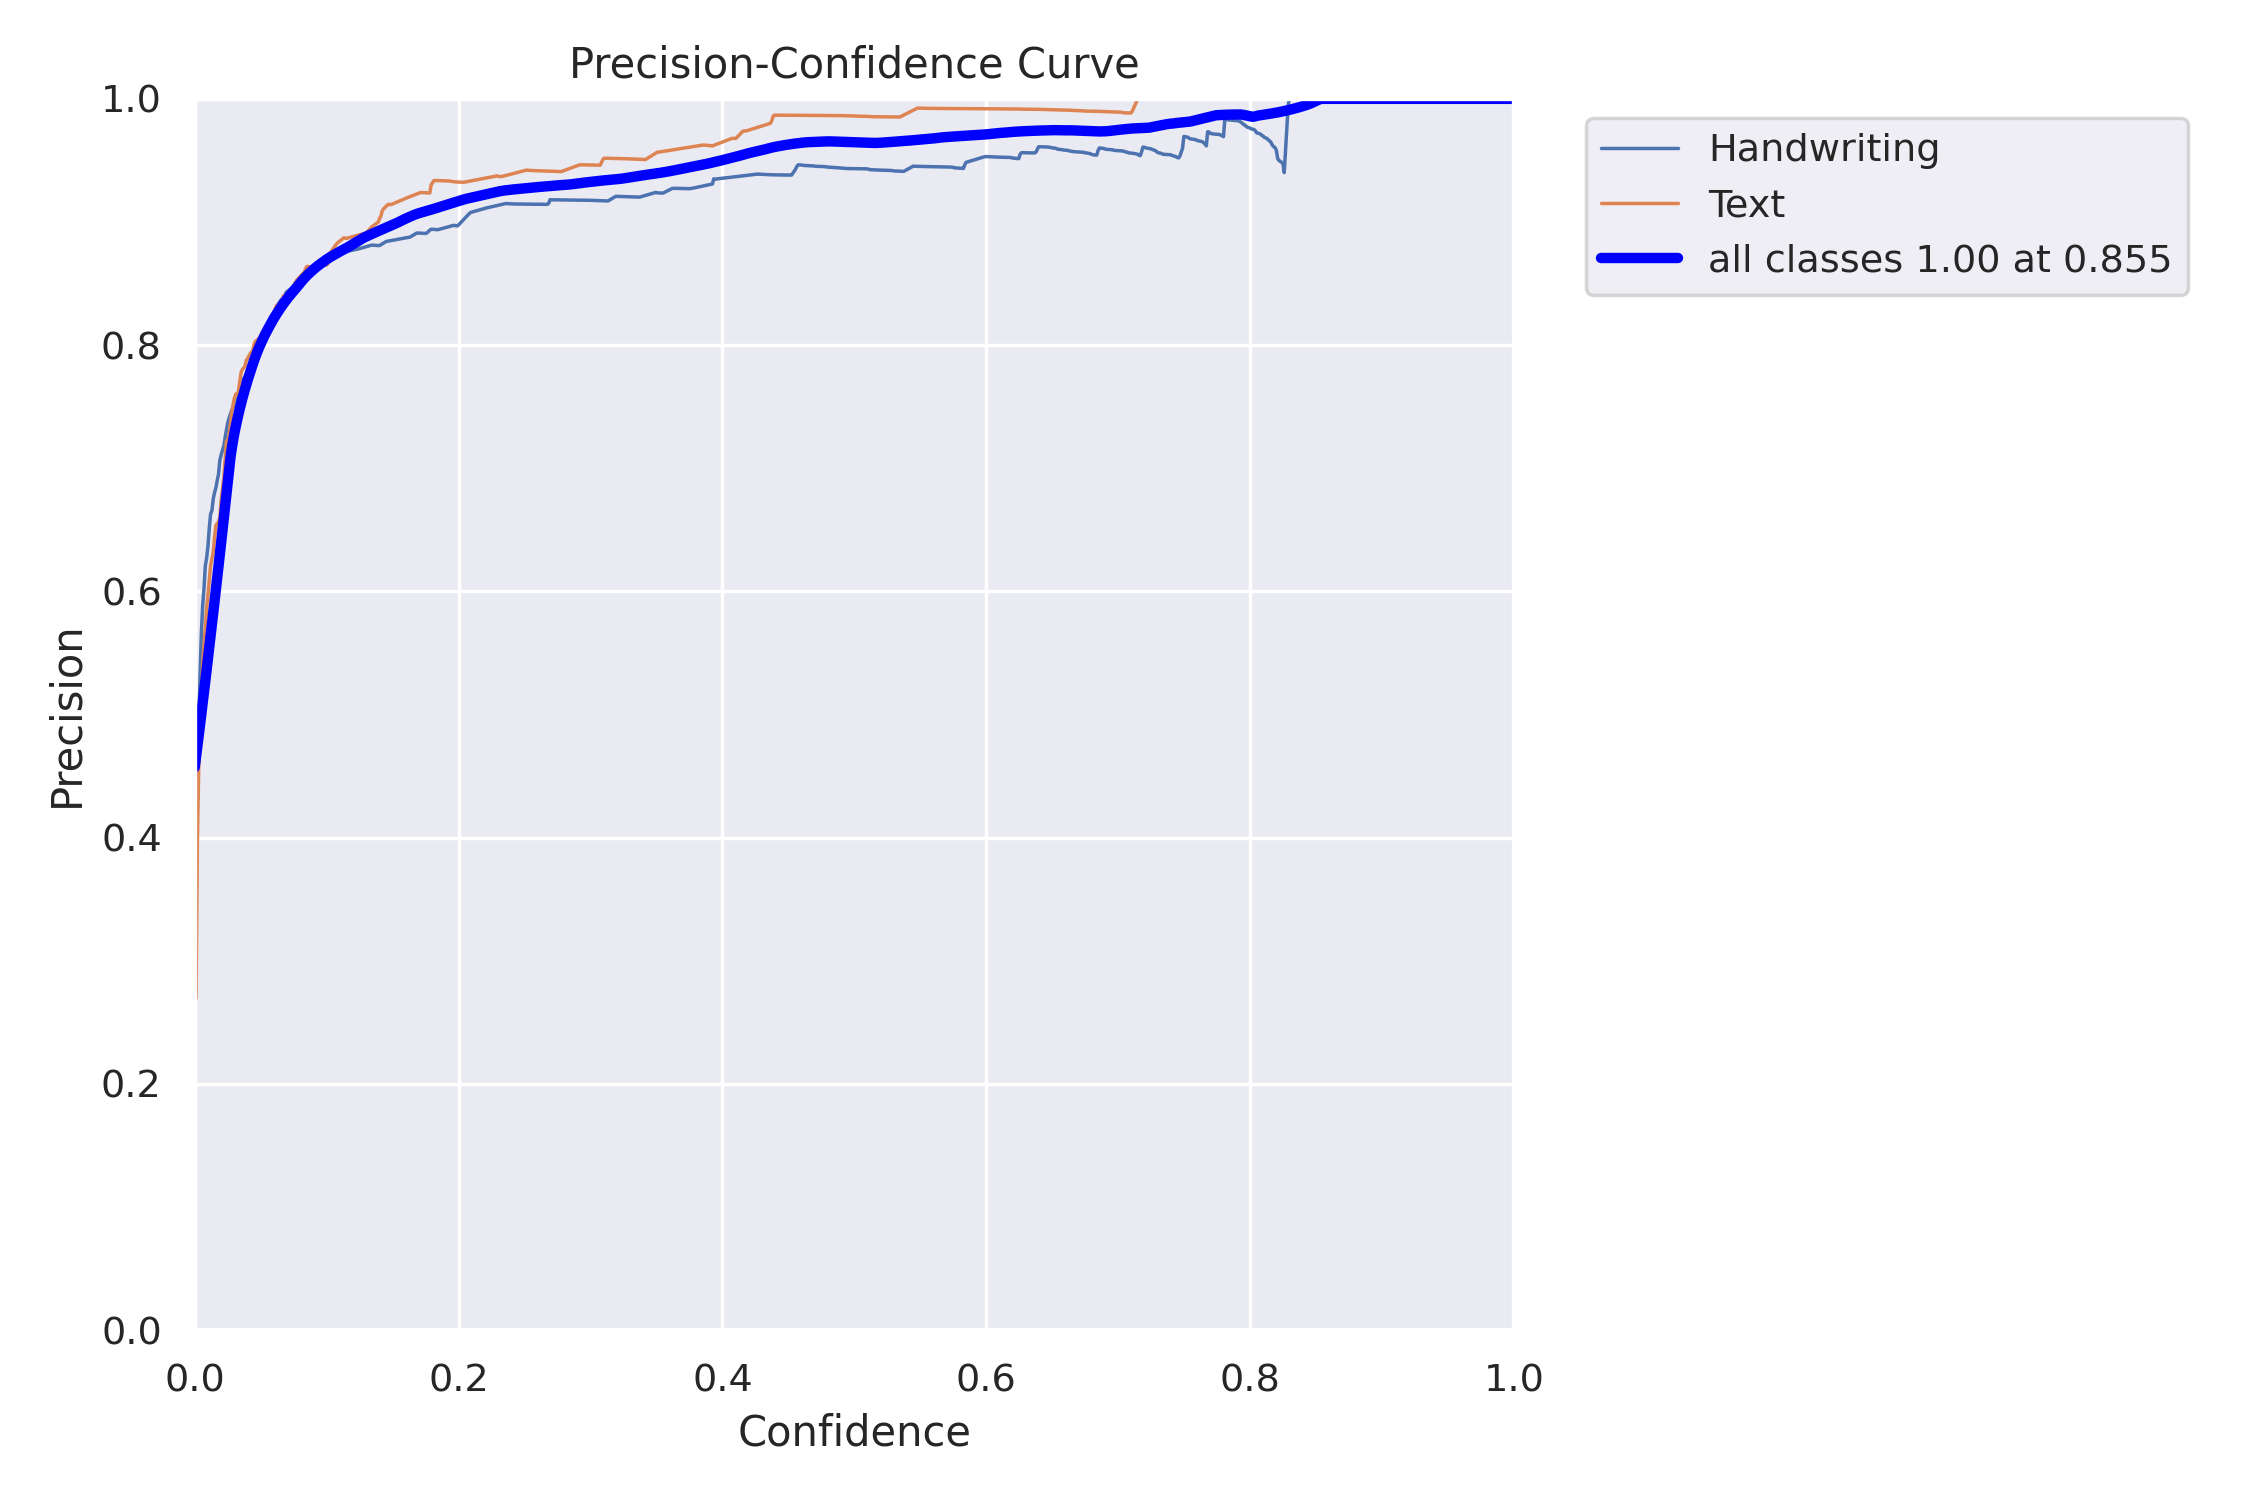 Precision-Confidence Curve
1.0
0.8
0.6
0.4
0.2
0.0
Precision
0.0 0.2 0.4 0.6 0.8 1.0
Confidence
Handwriting
Text
all classes 1.00 at 0.855